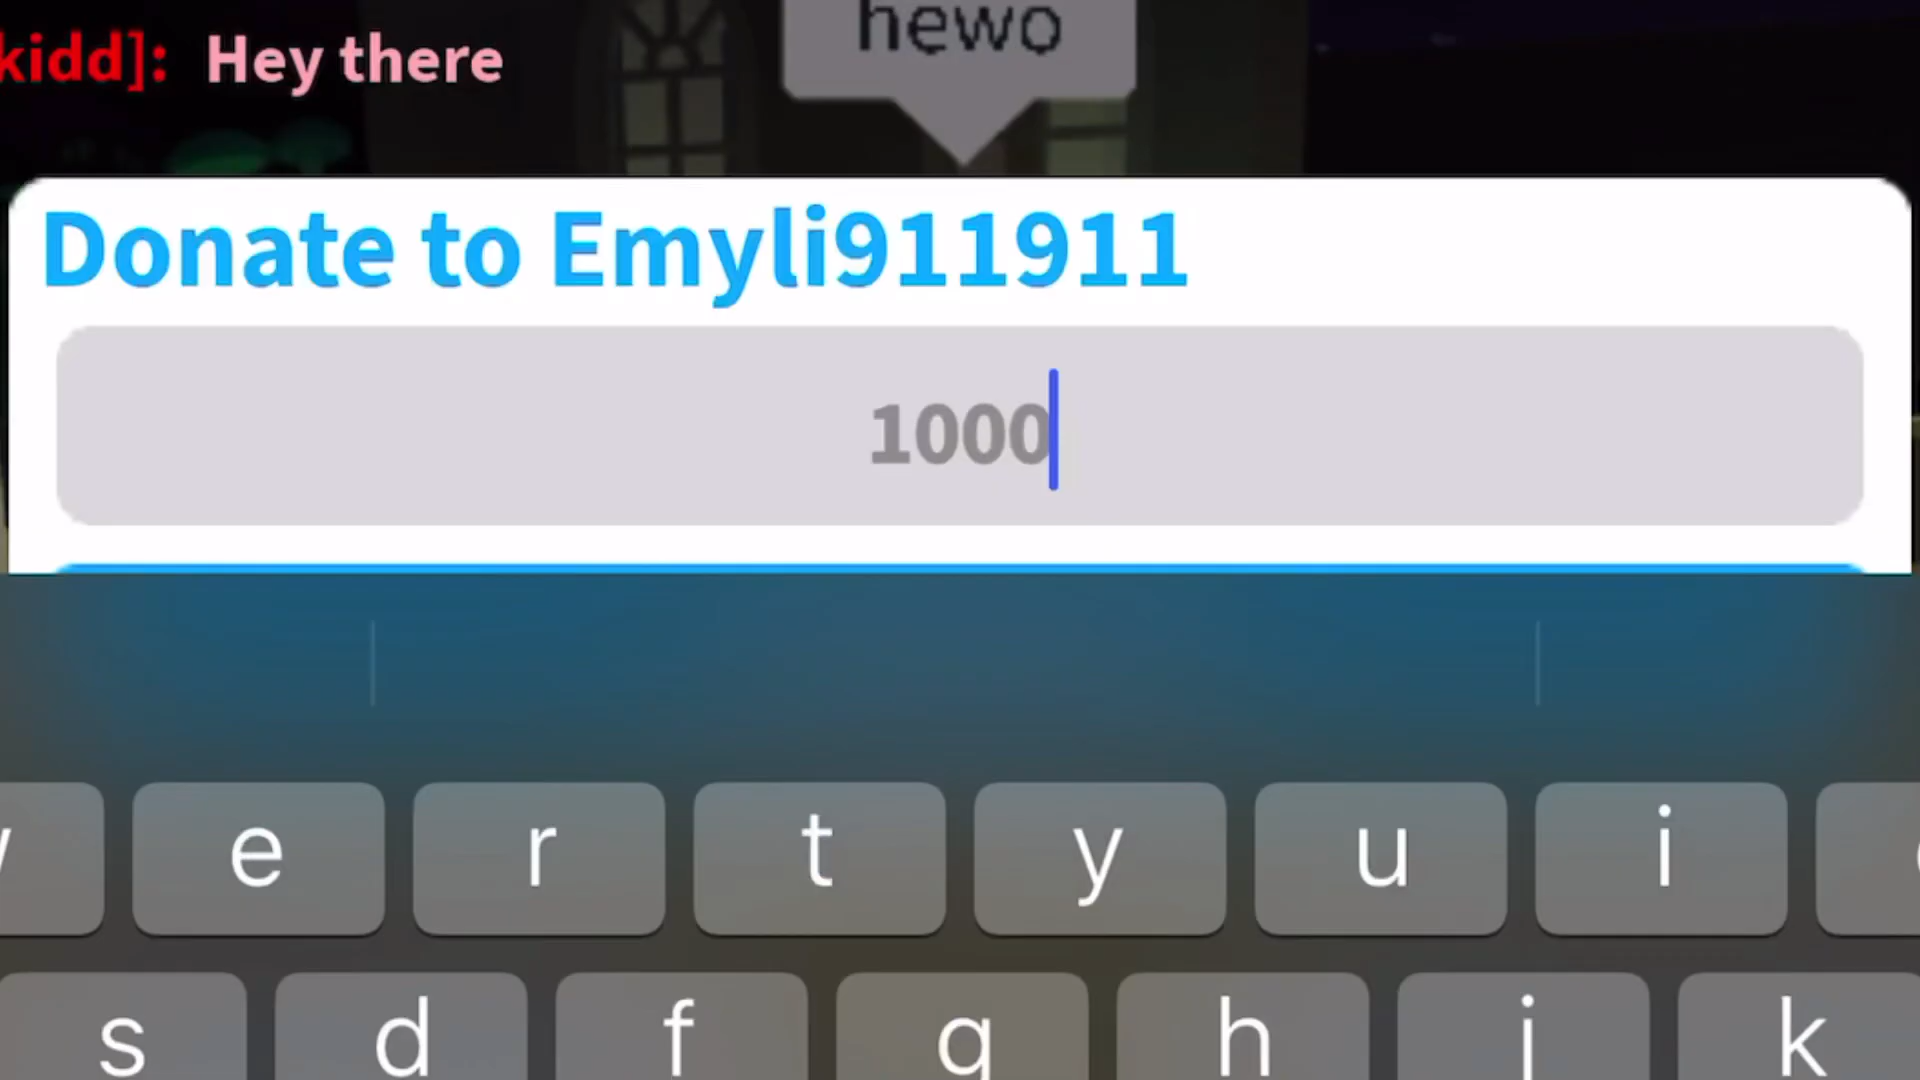 hewo
kidd]: Hey there
Donate to Emyli911911
1000
e r t y u i
s d f g h j k